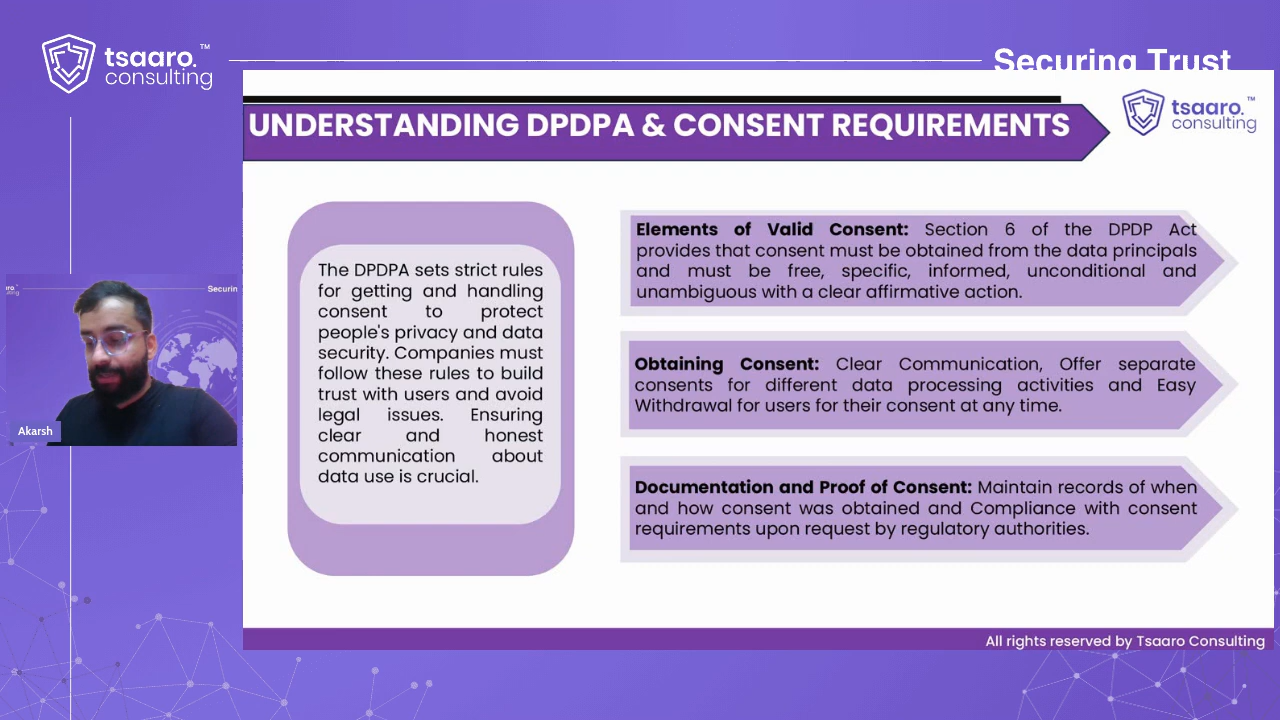 tsaaro.™
consulting
Securing Trust
UNDERSTANDING DPDPA & CONSENT REQUIREMENTS
tsaaro.™
consulting
The DPDPA sets strict rules
for getting and handling
consent to protect
people's privacy and data
security. Companies must
follow these rules to build
trust with users and avoid
legal issues. Ensuring
clear and honest
communication about
data use is crucial.
Elements of Valid Consent: Section 6 of the DPDP Act
provides that consent must be obtained from the data principals
and must be free, specific, informed, unconditional and
unambiguous with a clear affirmative action.
Obtaining Consent: Clear Communication, Offer separate
consents for different data processing activities and Easy
Withdrawal for users for their consent at any time.
Documentation and Proof of Consent: Maintain records of when
and how consent was obtained and Compliance with consent
requirements upon request by regulatory authorities.
Securin
Akarsh
All rights reserved by Tsaaro Consulting